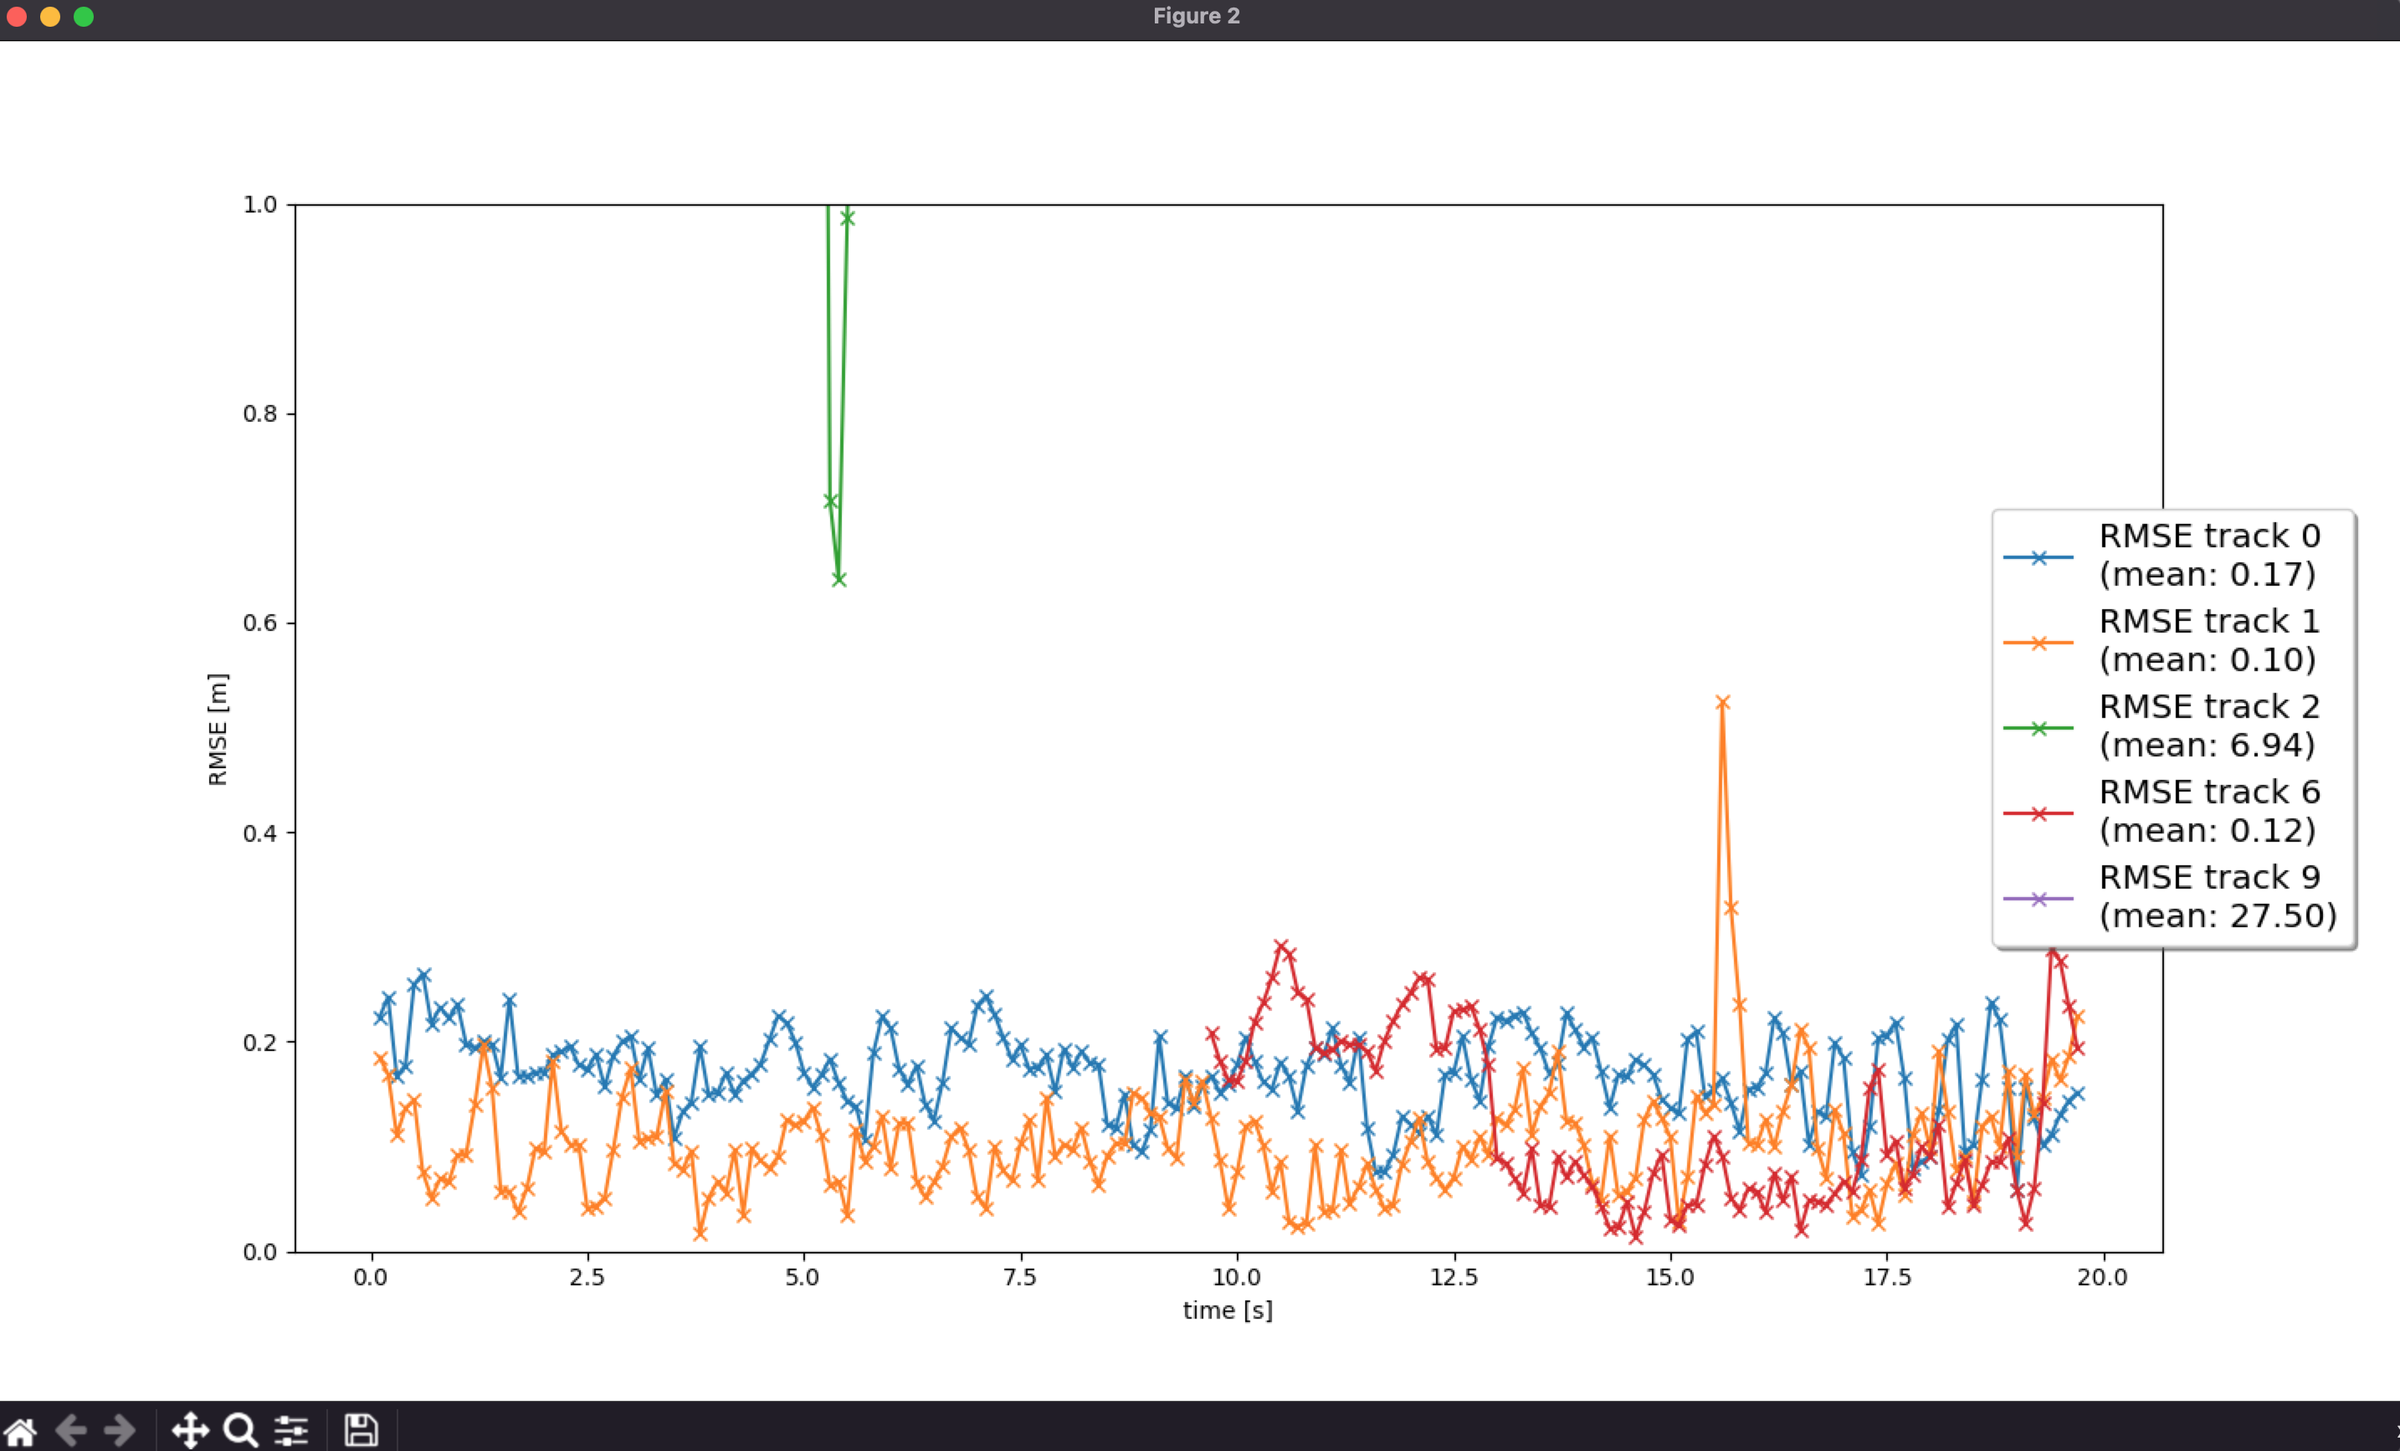 Figure 2
1.0
0.8
0.6
0.4
0.2
0.0
RMSE [m]
0.0 2.5 5.0 7.5 10.0 12.5 15.0 17.5 20.0
time [s]
RMSE track 0
(mean: 0.17)
RMSE track 1
(mean: 0.10)
RMSE track 2
(mean: 6.94)
RMSE track 6
(mean: 0.12)
RMSE track 9
(mean: 27.50)